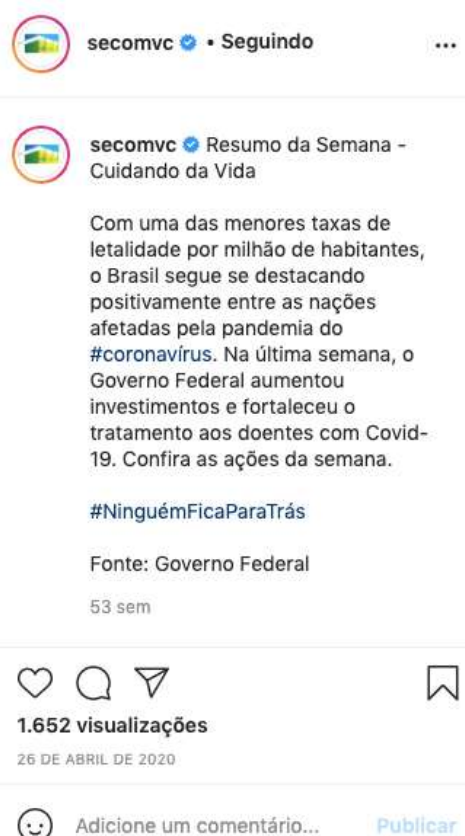 secomvc • Seguindo
secomvc Resumo da Semana -
Cuidando da Vida
Com uma das menores taxas de
letalidade por milhão de habitantes,
o Brasil segue se destacando
positivamente entre as nações
afetadas pela pandemia do
#coronavírus. Na última semana, o
Governo Federal aumentou
investimentos e fortaleceu o
tratamento aos doentes com Covid-
19. Confira as ações da semana.
#NinguémFicaParaTrás
Fonte: Governo Federal
53 sem
1.652 visualizações
26 DE ABRIL DE 2020
Adicione um comentário... Publicar